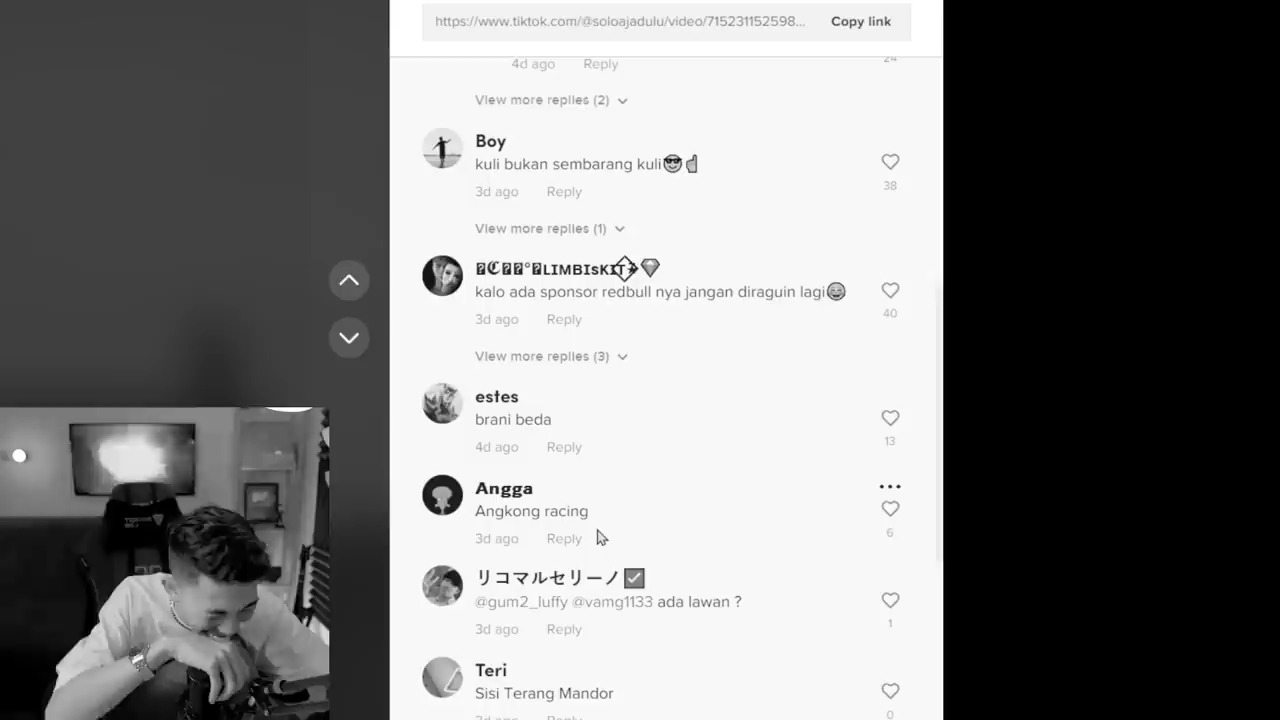 https://www.tiktok.com/@soloajadulu/video/715231152598... Copy link
4d ago Reply 24
View more replies (2)
Boy
kuli bukan sembarang kuli😎☝
3d ago Reply 38
View more replies (1)
kalo ada sponsor redbull nya jangan diraguin lagi😄
3d ago Reply 40
View more replies (3)
estes
brani beda
4d ago Reply 13
Angga
Angkong racing
3d ago Reply 6
リコマルセリーノ☑
@gum2_luffy @vamg1133 ada lawan ?
3d ago Reply 1
Teri
Sisi Terang Mandor
3d ago Reply 0